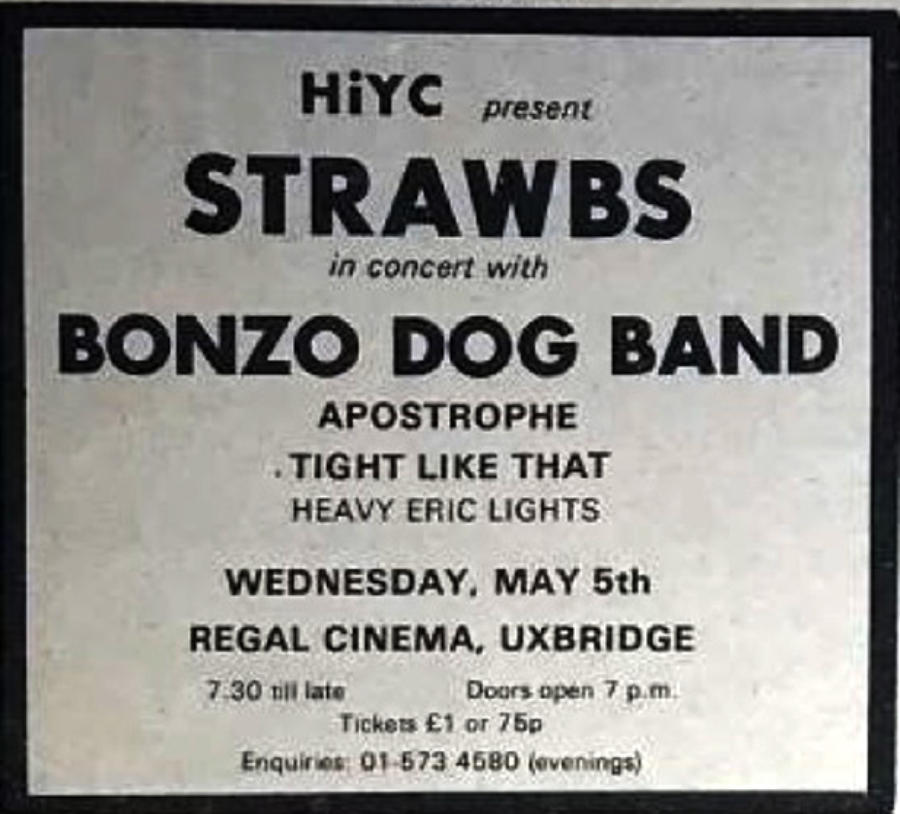 HiYC present
STRAWBS
in concert with
BONZO DOG BAND
APOSTROPHE
TIGHT LIKE THAT
HEAVY ERIC LIGHTS
WEDNESDAY, MAY 5th
REGAL CINEMA, UXBRIDGE
7.30 till late Doors open 7 p.m.
Tickets £1 or 75p
Enquiries: 01-573 4580 (evenings)